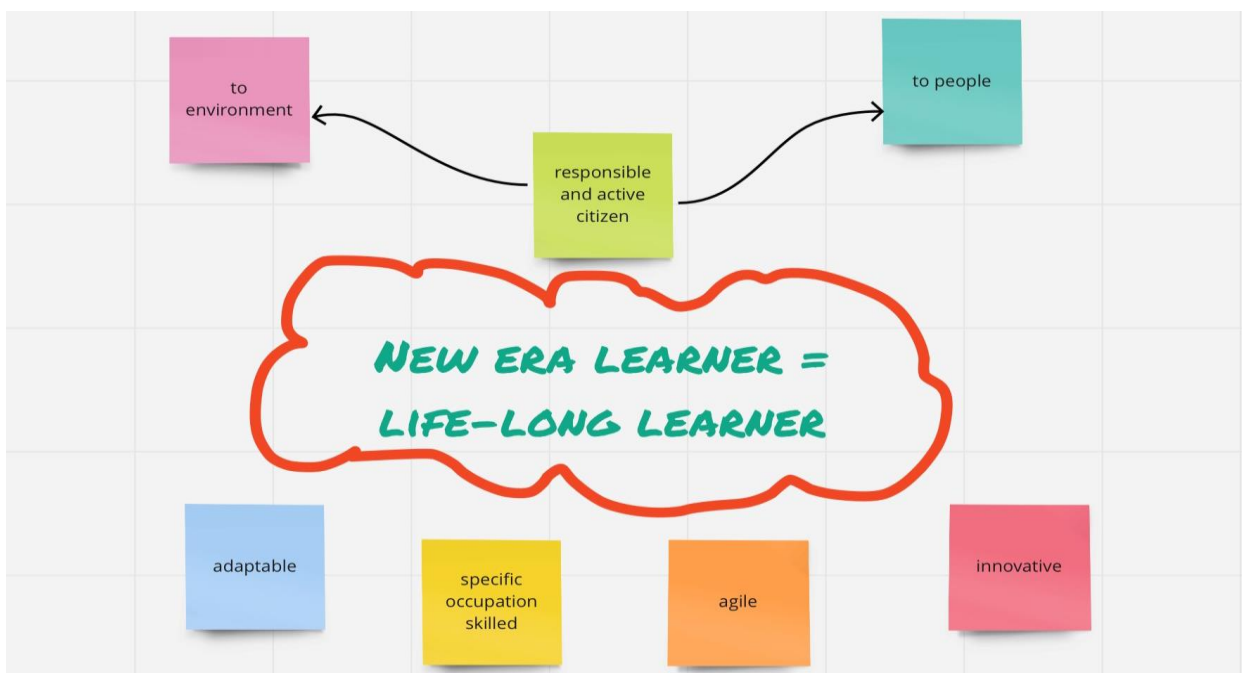 to
environment
to people
responsible
and active
citizen
NEW ERA LEARNER =
LIFE-LONG LEARNER
adaptable
specific
occupation
skilled
agile
innovative